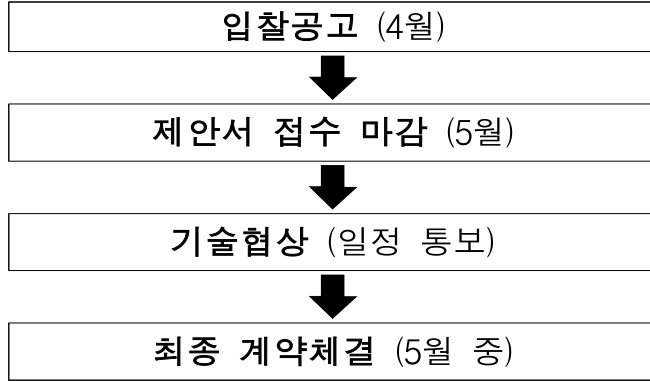 입찰공고 (4월)
제안서 접수 마감 (5월)
기술협상 (일정 통보)
최종 계약체결 (5월 중)